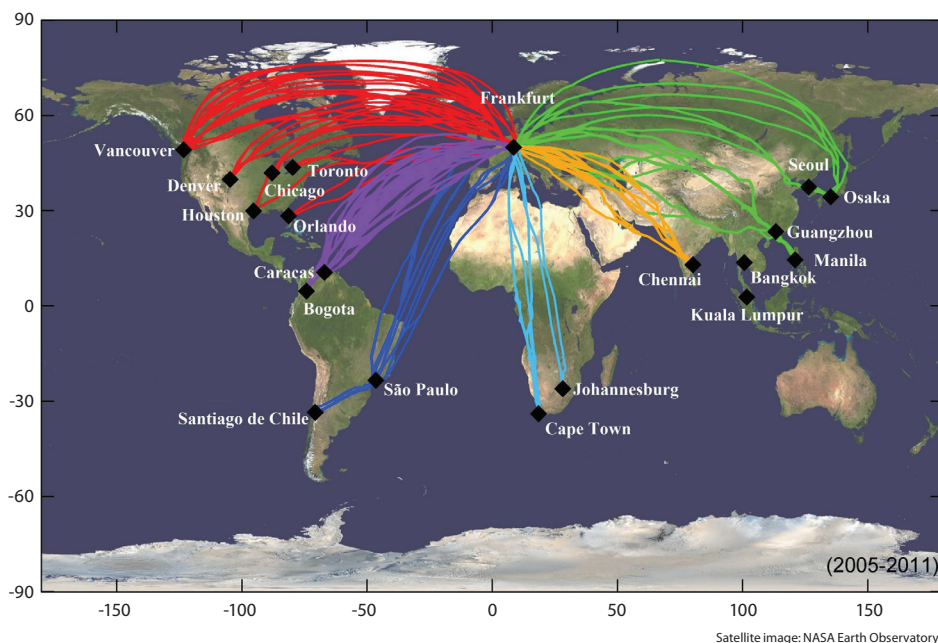 90
60
30
0
-30
-60
-90
Frankfurt
Vancouver
Denver
Chicago
Toronto
Houston
Orlando
Caracas
Bogota
São Paulo
Santiago de Chile
Johannesburg
Cape Town
Seoul
Osaka
Guangzhou
Manila
Chennai
Bangkok
Kuala Lumpur
(2005-2011)
-150
-100
-50
0
50
100
150
Satellite image: NASA Earth Observatory